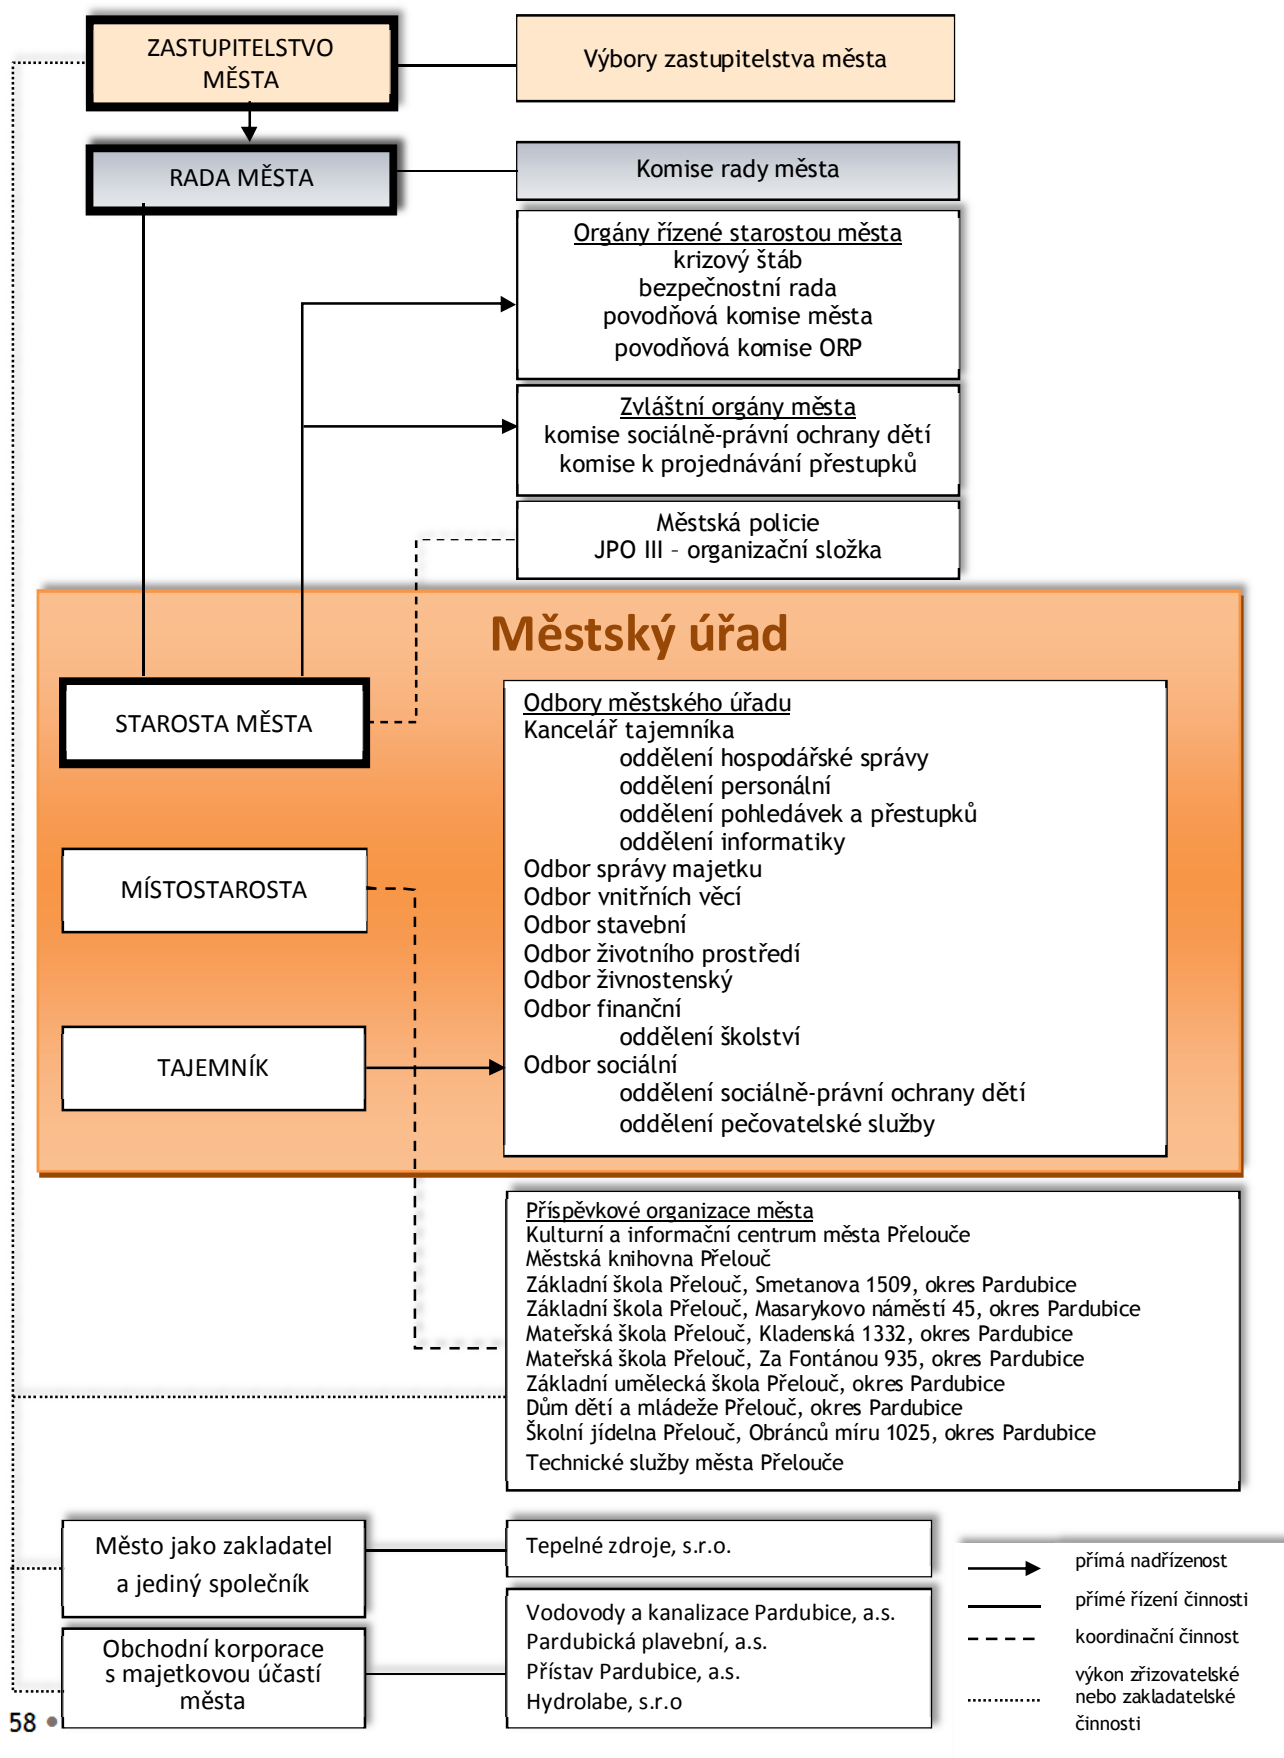 ZASTUPITELSTVO
MĚSTA
Výbory zastupitelstva města
RADA MĚSTA
Komise rady města
Orgány řízené starostou města
krizový štáb
bezpečnostní rada
povodňová komise města
povodňová komise ORP
Zvláštní orgány města
komise sociálně-právní ochrany dětí
komise k projednávání přestupků
Městská policie
JPO III – organizační složka
Městský úřad
STAROSTA MĚSTA
MÍSTOSTAROSTA
TAJEMNÍK
Odbory městského úřadu
Kancelář tajemníka
oddělení hospodářské správy
oddělení personální
oddělení pohledávek a přestupků
oddělení informatiky
Odbor správy majetku
Odbor vnitřních věcí
Odbor stavební
Odbor životního prostředí
Odbor živnostenský
Odbor finanční
oddělení školství
Odbor sociální
oddělení sociálně-právní ochrany dětí
oddělení pečovatelské služby
Příspěvkové organizace města
Kulturní a informační centrum města Přelouče
Městská knihovna Přelouč
Základní škola Přelouč, Smetanova 1509, okres Pardubice
Základní škola Přelouč, Masarykovo náměstí 45, okres Pardubice
Mateřská škola Přelouč, Kladenská 1332, okres Pardubice
Mateřská škola Přelouč, Za Fontánou 935, okres Pardubice
Základní umělecká škola Přelouč, okres Pardubice
Dům dětí a mládeže Přelouč, okres Pardubice
Školní jídelna Přelouč, Obránců míru 1025, okres Pardubice
Technické služby města Přelouče
Město jako zakladatel
a jediný společník
Tepelné zdroje, s.r.o.
Obchodní korporace
s majetkovou účastí
města
Vodovody a kanalizace Pardubice, a.s.
Pardubická plavební, a.s.
Přístav Pardubice, a.s.
Hydrolabe, s.r.o
přímá nadřízenost
přímé řízení činnosti
koordinační činnost
výkon zřizovatelské
nebo zakladatelské
činnosti
58 •